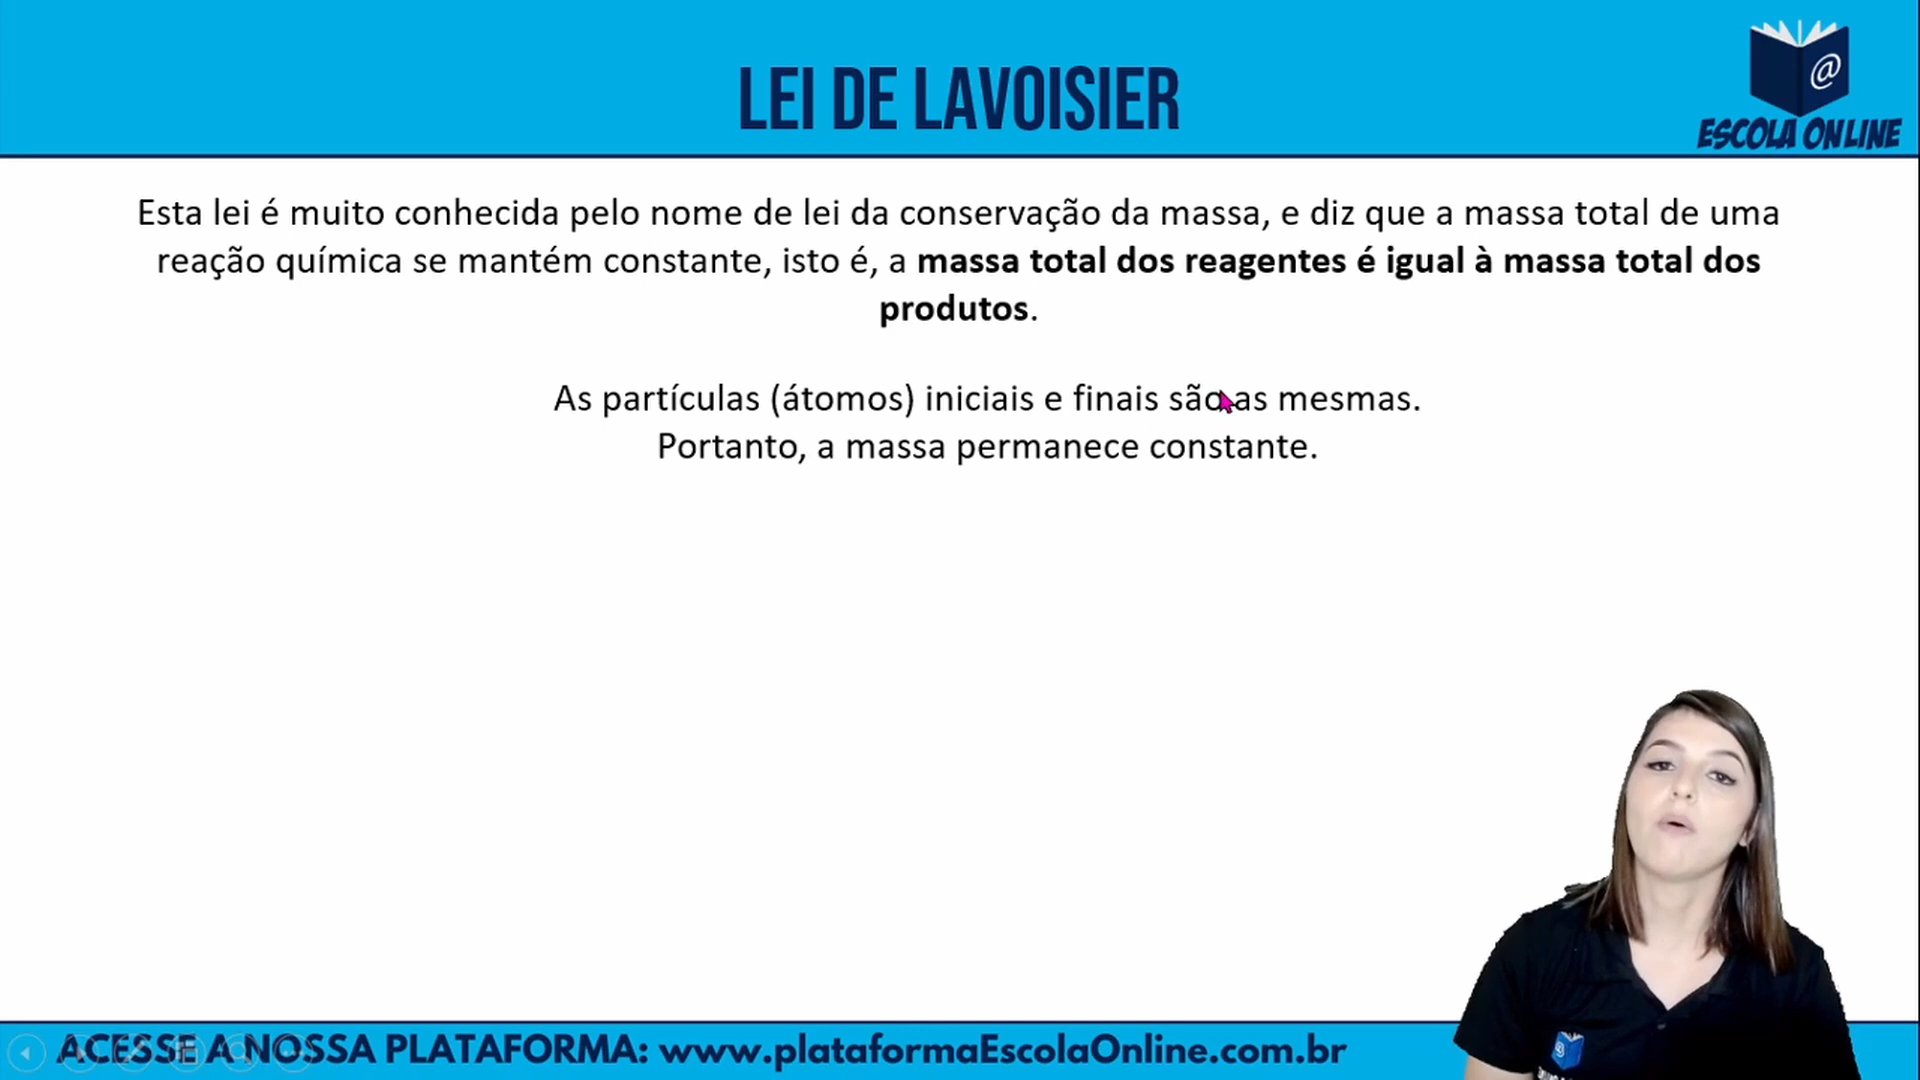 LEI DE LAVOISIER
@
ESCOLA ONLINE
Esta lei é muito conhecida pelo nome de lei da conservação da massa, e diz que a massa total de uma
reação química se mantém constante, isto é, a massa total dos reagentes é igual à massa total dos
produtos.
As partículas (átomos) iniciais e finais são as mesmas.
Portanto, a massa permanece constante.
ACESSE A NOSSA PLATAFORMA: www.plataformaEscolaOnline.com.br